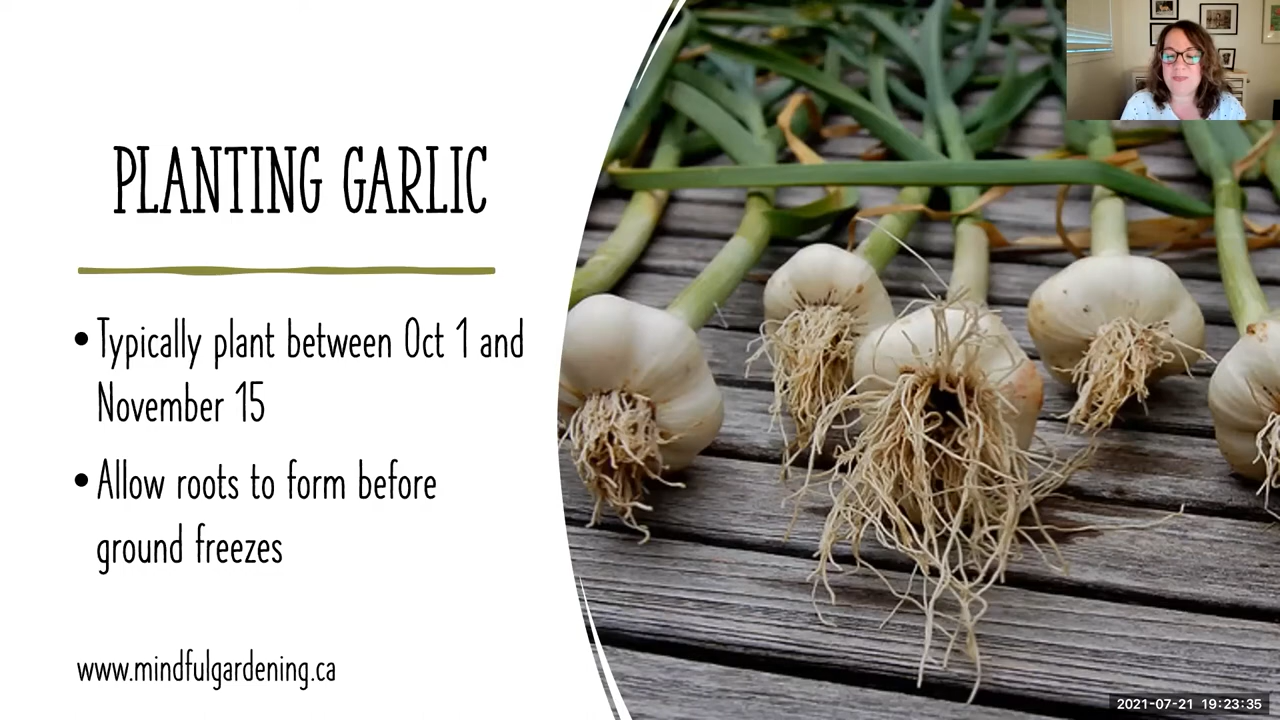 PLANTING GARLIC
• Typically plant between Oct 1 and
November 15
• Allow roots to form before
ground freezes
www.mindfulgardening.ca
2021-07-21 19:23:35